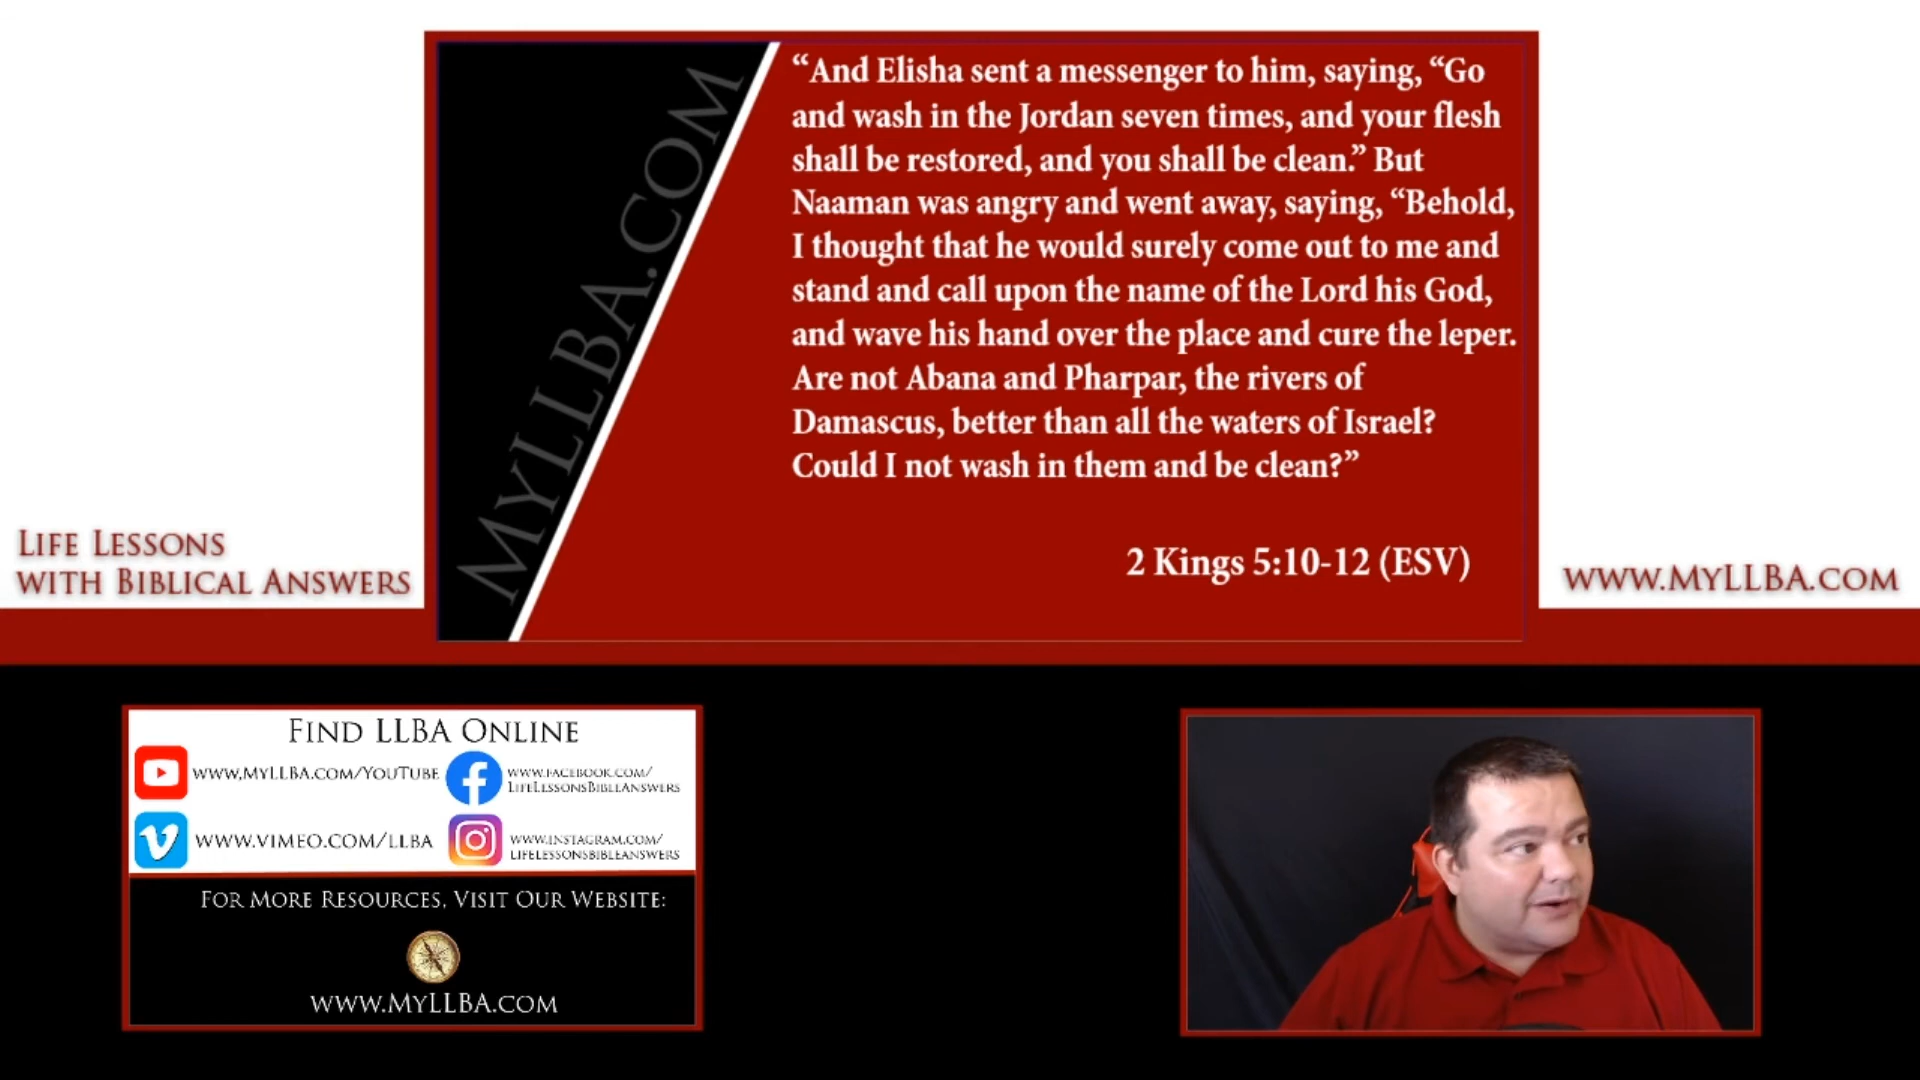 “And Elisha sent a messenger to him, saying, “Go
and wash in the Jordan seven times, and your flesh
shall be restored, and you shall be clean.” But
Naaman was angry and went away, saying, “Behold,
I thought that he would surely come out to me and
stand and call upon the name of the Lord his God,
and wave his hand over the place and cure the leper.
Are not Abana and Pharpar, the rivers of
Damascus, better than all the waters of Israel?
Could I not wash in them and be clean?”
2 Kings 5:10-12 (ESV)
MyLLBA.com
Life Lessons
with Biblical Answers
www.MyLLBA.com
Find LLBA Online
www.MyLLBA.com/YouTube
www.facebook.com/
LifeLessonsBibleAnswers
www.vimeo.com/llba
www.instagram.com/
lifelessonsbibleanswers
For More Resources, Visit Our Website:
www.MyLLBA.com